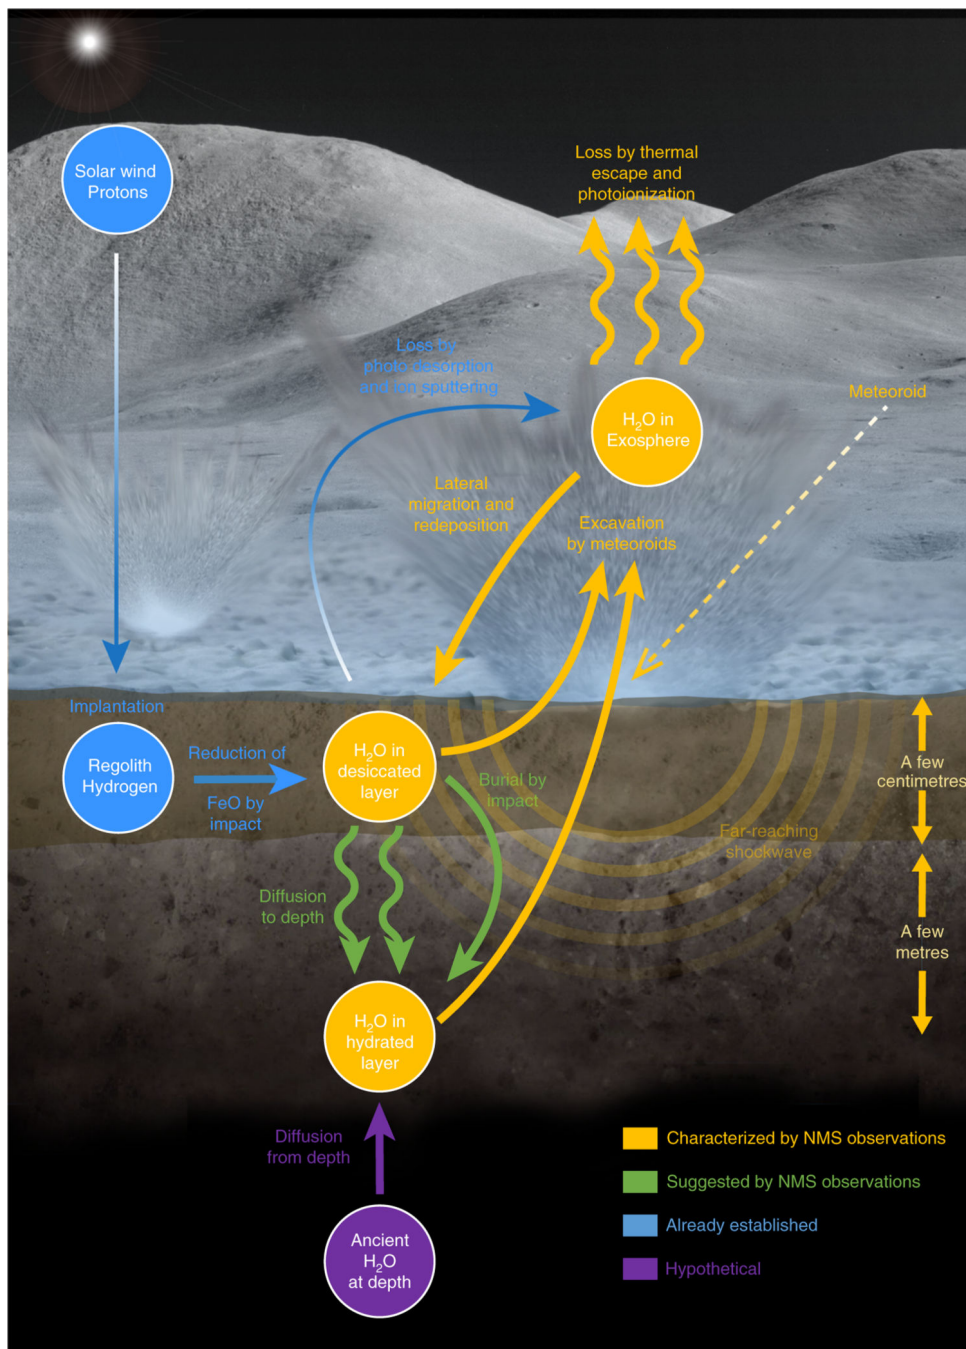 Solar wind
Protons
Loss by thermal
escape and
photoionization
Loss by
photo desorption
and ion sputtering
H₂O in
Exosphere
Meteoroid
Lateral
migration and
redeposition
Excavation
by meteoroids
Implantation
Regolith
Hydrogen
Reduction of
FeO by
impact
H₂O in
desiccated
layer
Burial by
impact
A few
centimetres
Far-reaching
shockwave
Diffusion
to depth
A few
metres
H₂O in
hydrated
layer
Diffusion
from depth
Ancient
H₂O
at depth
Characterized by NMS observations
Suggested by NMS observations
Already established
Hypothetical